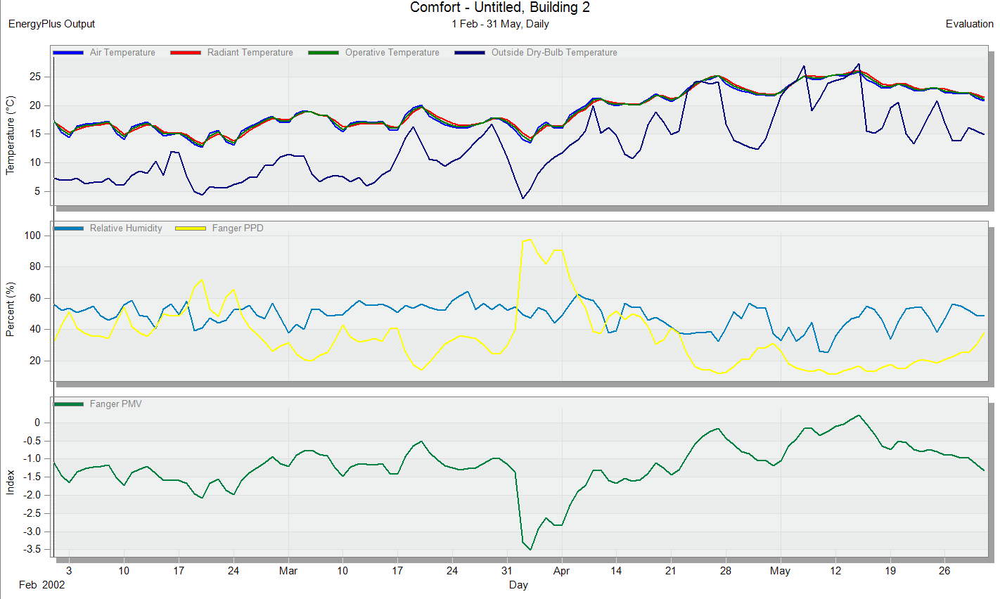 Comfort - Untitled, Building 2
EnergyPlus Output 1 Feb - 31 May, Daily Evaluation
Air Temperature Radiant Temperature Operative Temperature Outside Dry-Bulb Temperature
Temperature (°C)
25
20
15
10
5
Relative Humidity Fanger PPD
Percent (%)
100
80
60
40
20
Fanger PMV
Index
0
-0.5
-1.0
-1.5
-2.0
-2.5
-3.0
-3.5
3 10 17 24 Mar 10 17 24 31 Apr 14 21 May 12 19 26
Feb 2002 Day